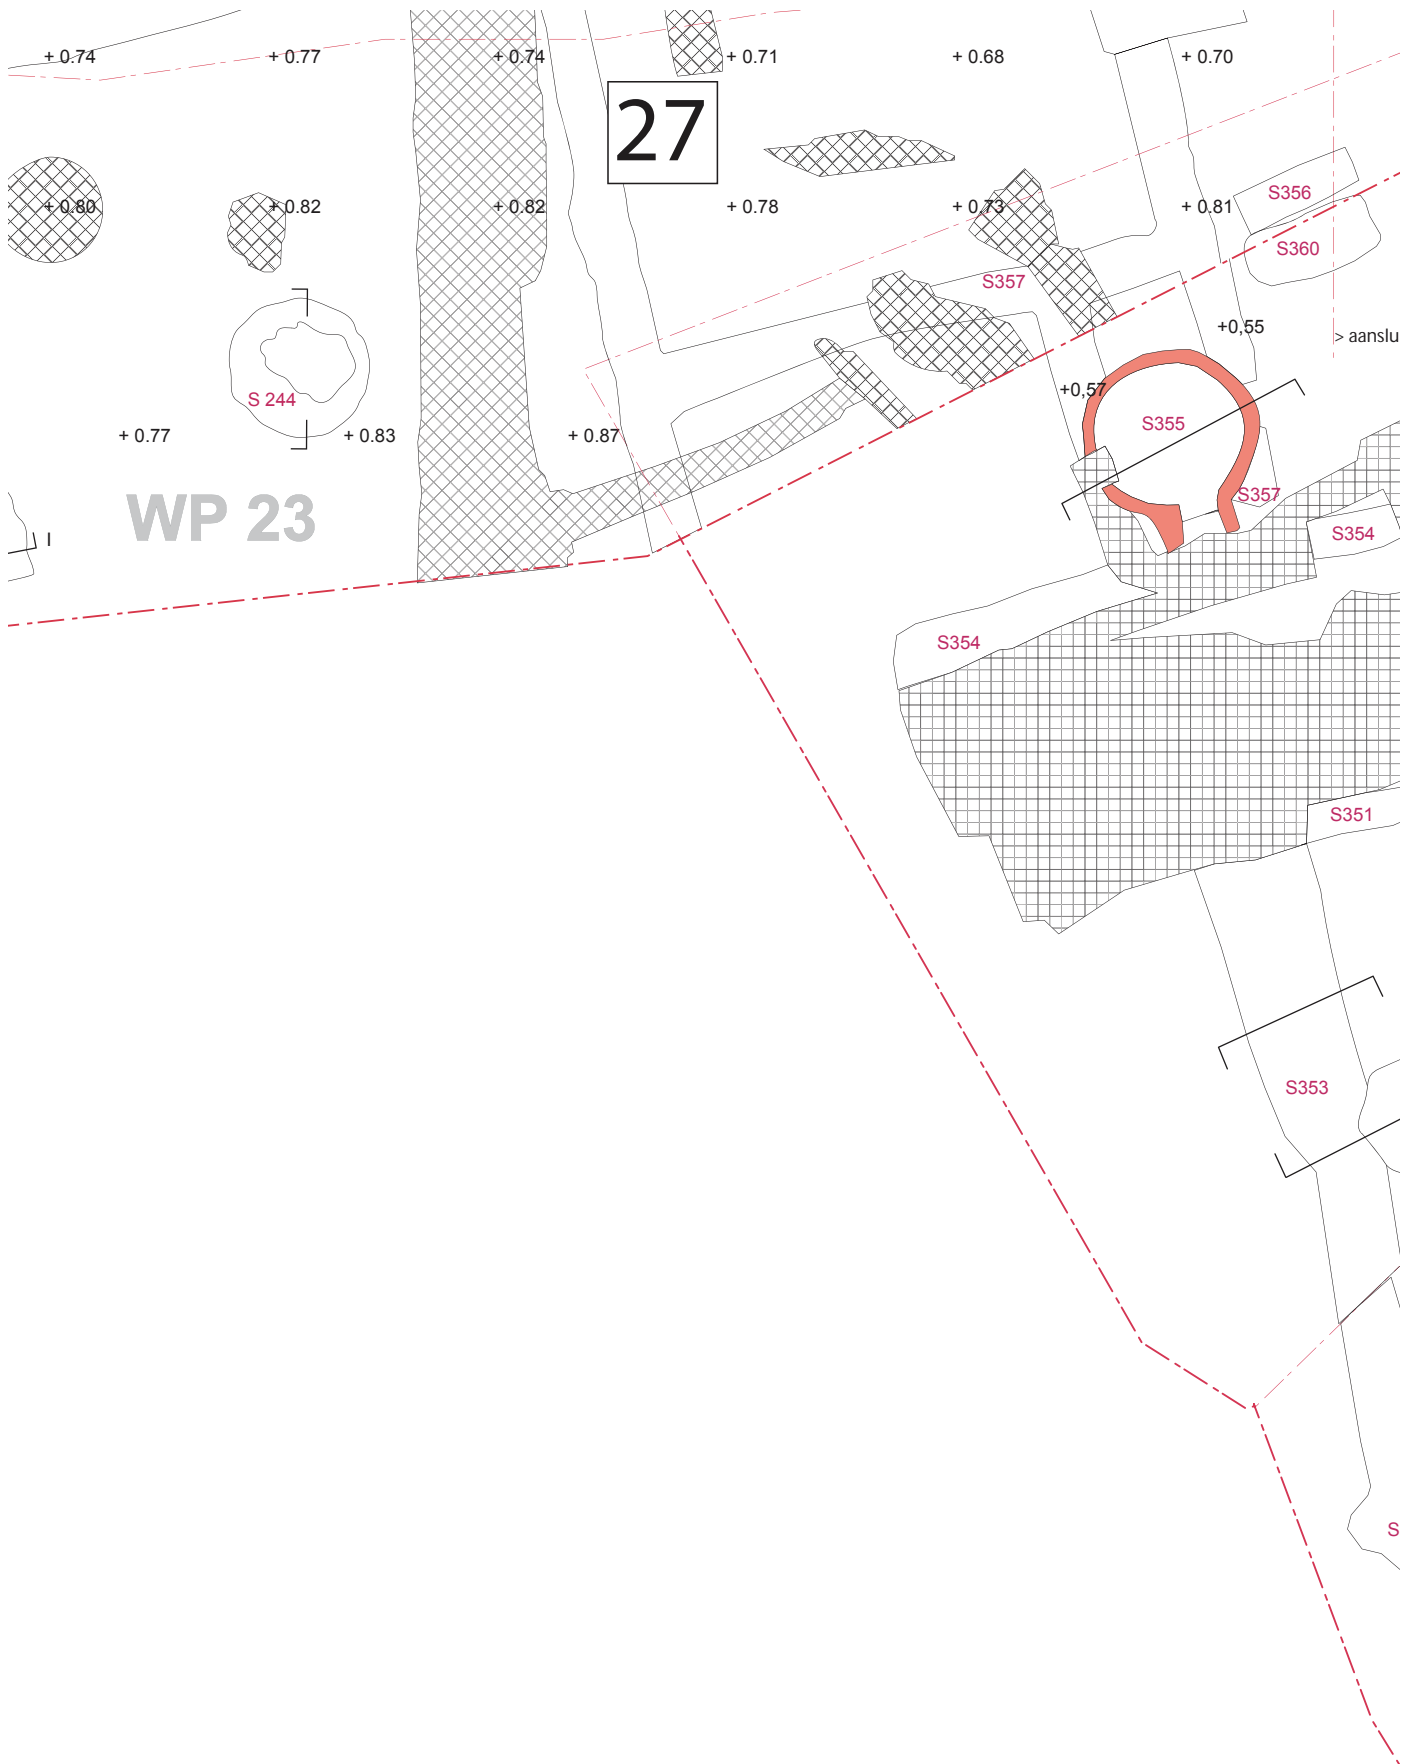 + 0.74 + 0.77 + 0.74 + 0.71 + 0.68 + 0.70
27
S356
+ 0.80 + 0.82 + 0.82 + 0.78 + 0.73 + 0.81
S360
S357
+0,55
> aanslu
+0,57
S 244
S355
+ 0.77 + 0.83 + 0.87
S357
WP 23
S354
I
S354
S351
S353
S